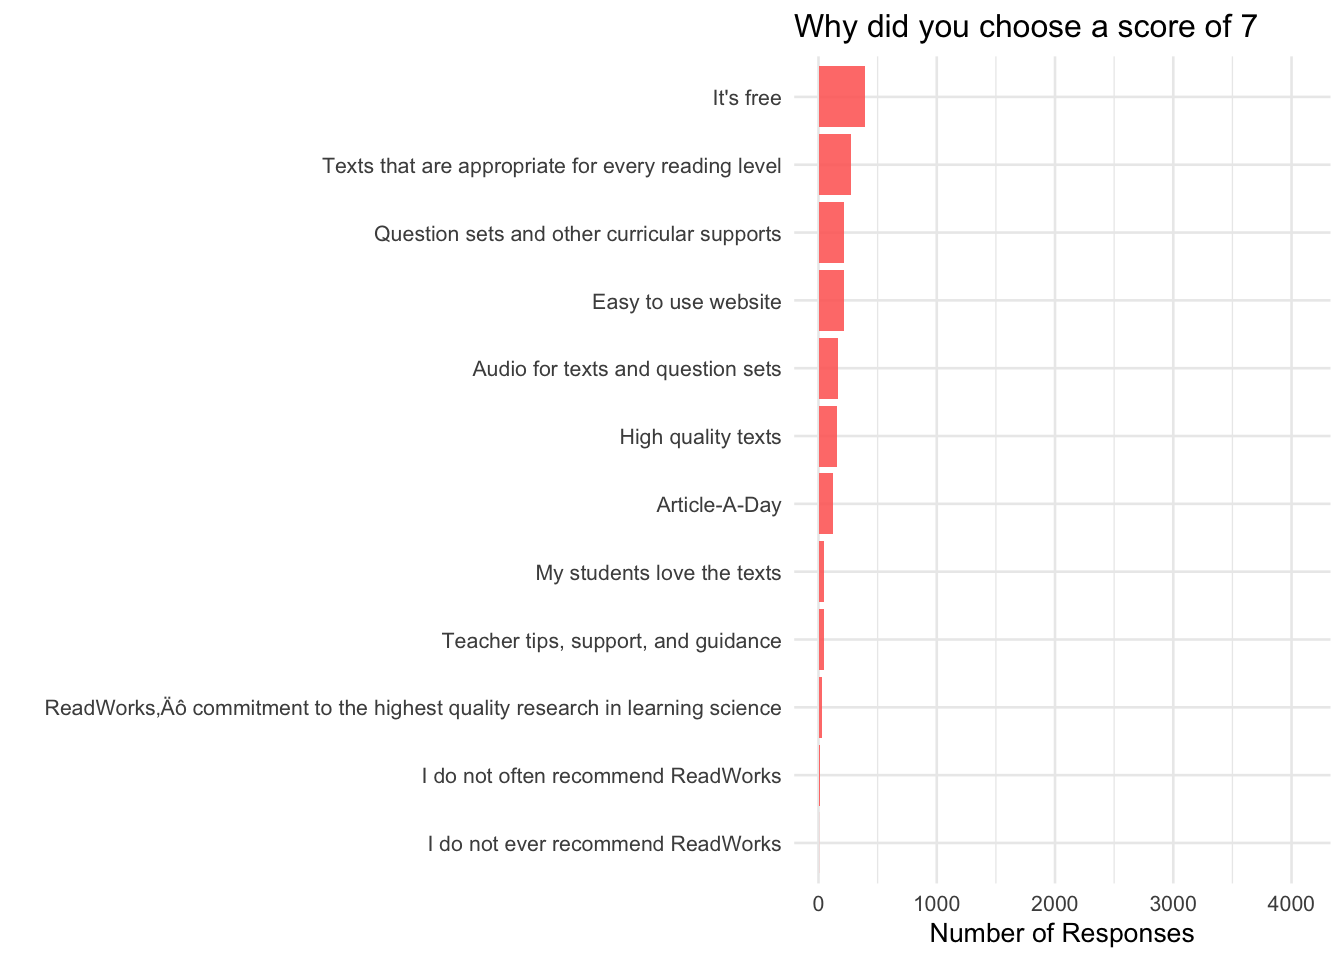 Why did you choose a score of 7
It's free
Texts that are appropriate for every reading level
Question sets and other curricular supports
Easy to use website
Audio for texts and question sets
High quality texts
Article-A-Day
My students love the texts
Teacher tips, support, and guidance
ReadWorks‚Äô commitment to the highest quality research in learning science
I do not often recommend ReadWorks
I do not ever recommend ReadWorks
0 1000 2000 3000 4000
Number of Responses